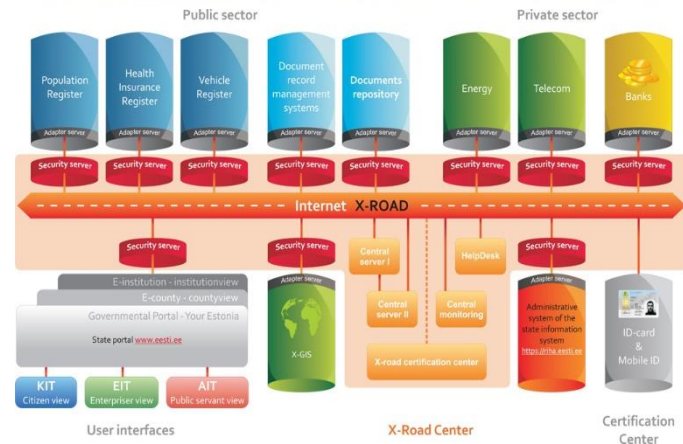 Public sector
Private sector
Population
Register
Health
Insurance
Register
Vehicle
Register
Document
record
management
systems
Documents
repository
Energy
Telecom
Banks
Adapter server
Adapter server
Adapter server
Adapter server
Adapter server
Adapter server
Adapter server
Adapter server
Security server
Security server
Security server
Security server
Security server
Security server
Security server
Security server
Internet X-ROAD
Security server
Security server
Security server
Central
server I
HelpDesk
Central
server II
Central
monitoring
X-road certification center
E-institution - institutionview
E-county - countyview
Governmental Portal - Your Estonia
State portal www.eesti.ee
KIT
Citizen view
EIT
Enterpriser view
AIT
Public servant view
Adapter server
X-GIS
Adapter server
Administrative
system of the
state information
system
https://riha.eesti.ee
ID-card
&
Mobile ID
User interfaces
X-Road Center
Certification
Center